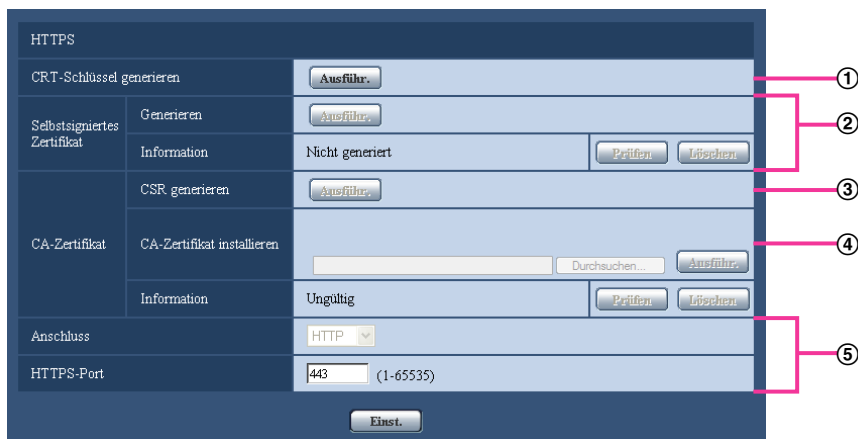 HTTPS
CRT-Schlüssel generieren
Ausführ.
①
Selbstsigniertes
Zertifikat
Generieren
Ausführ.
②
Information
Nicht generiert
Prüfen
Löschen
CA-Zertifikat
CSR generieren
Ausführ.
③
CA-Zertifikat installieren
Durchsuchen...
Ausführ.
④
Information
Ungültig
Prüfen
Löschen
Anschluss
HTTP
⑤
HTTPS-Port
443 (1-65535)
Einst.